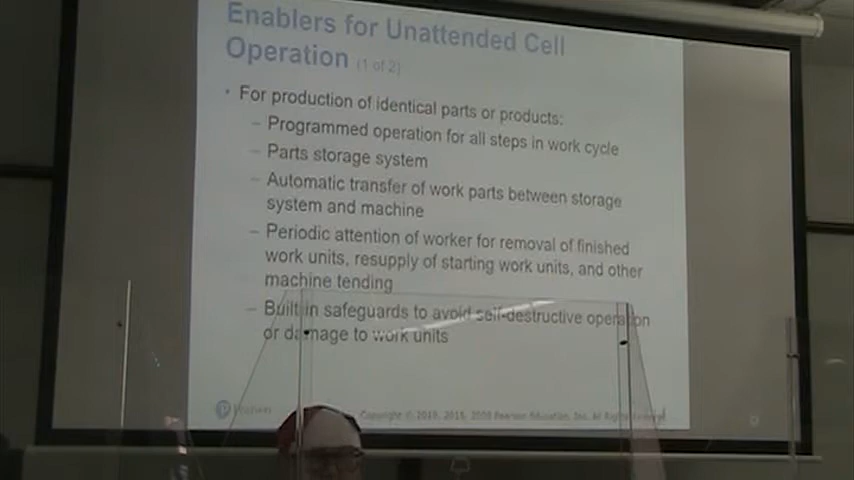 Enablers for Unattended Cell
Operation (1 of 2)
• For production of identical parts or products:
– Programmed operation for all steps in work cycle
– Parts storage system
– Automatic transfer of work parts between storage
system and machine
– Periodic attention of worker for removal of finished
work units, resupply of starting work units, and other
machine tending
– Built-in safeguards to avoid self-destructive operation
or damage to work units
Pearson
Copyright © 2019, 2015, 2008 Pearson Education, Inc. All Rights Reserved